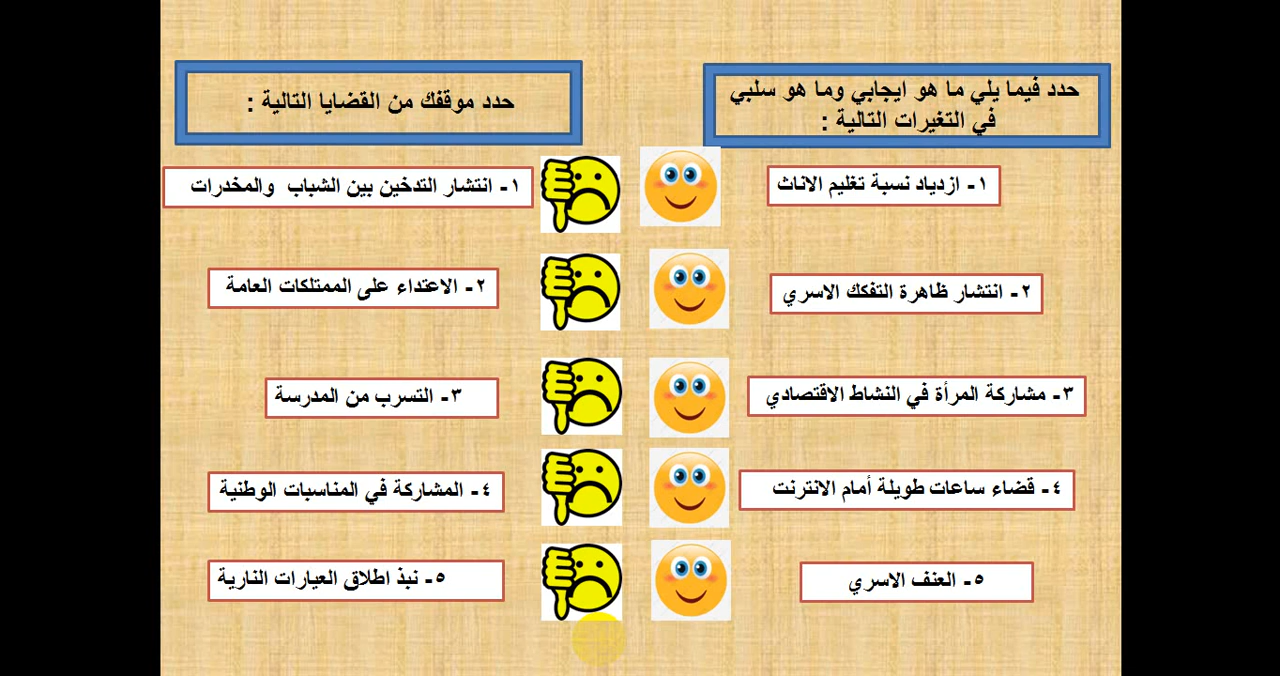 حدد فيما يلي ما هو ايجابي وما هو سلبي
في التغيرات التالية :
١- ازدياد نسبة تغليم الاناث
٢- انتشار ظاهرة التفكك الاسري
٣- مشاركة المرأة في النشاط الاقتصادي
٤- قضاء ساعات طويلة أمام الانترنت
٥- العنف الاسري
حدد موقفك من القضايا التالية :
١- انتشار التدخين بين الشباب والمخدرات
٢- الاعتداء على الممتلكات العامة
٣- التسرب من المدرسة
٤- المشاركة في المناسبات الوطنية
٥- نبذ اطلاق العيارات النارية